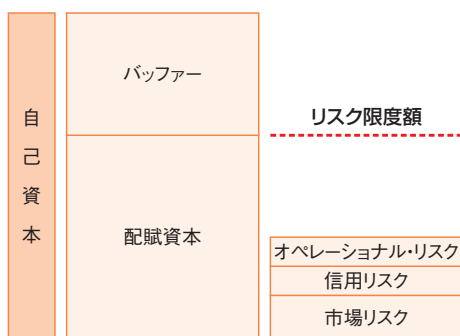 自己資本
バッファー
配賦資本
リスク限度額
オペレーショナル・リスク
信用リスク
市場リスク